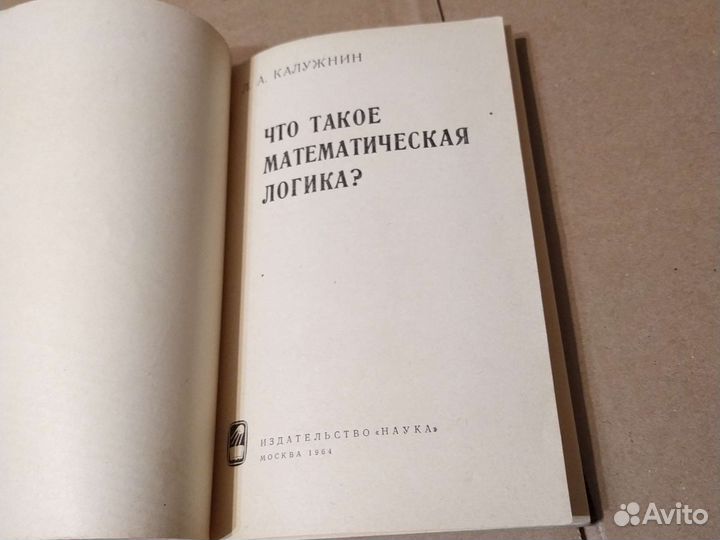 Л. А. КАЛУЖНИН
ЧТО ТАКОЕ
МАТЕМАТИЧЕСКАЯ
ЛОГИКА?
ИЗДАТЕЛЬСТВО «НАУКА»
МОСКВА 1964
Avito